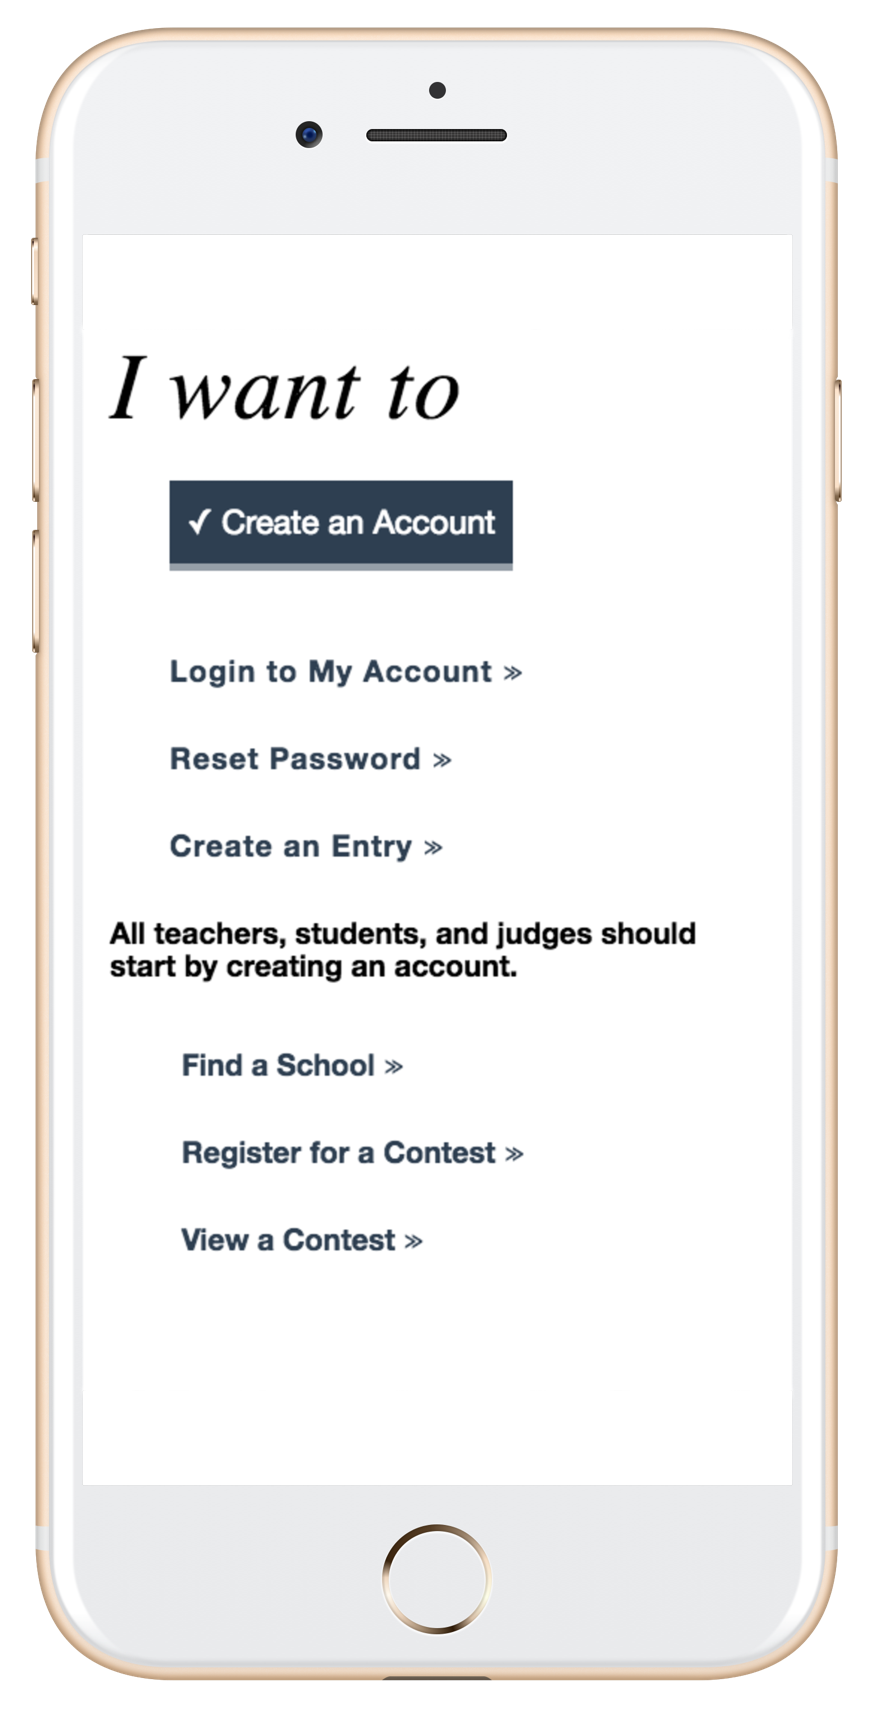 I want to
✓ Create an Account
Login to My Account »
Reset Password »
Create an Entry »
All teachers, students, and judges should
start by creating an account.
Find a School »
Register for a Contest »
View a Contest »